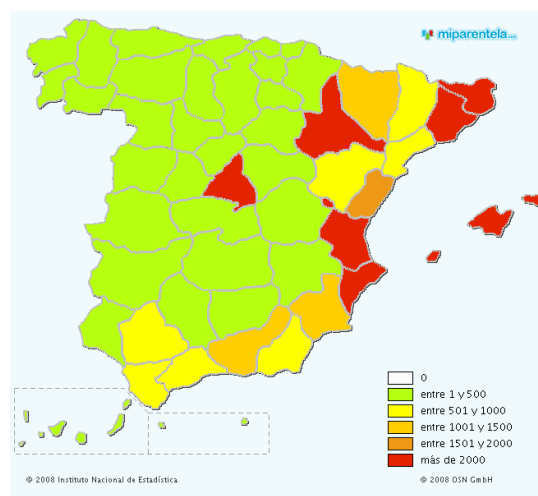 miparentela...
0
entre 1 y 500
entre 501 y 1000
entre 1001 y 1500
entre 1501 y 2000
más de 2000
© 2008 Instituto Nacional de Estadística
© 2008 OSN GmbH